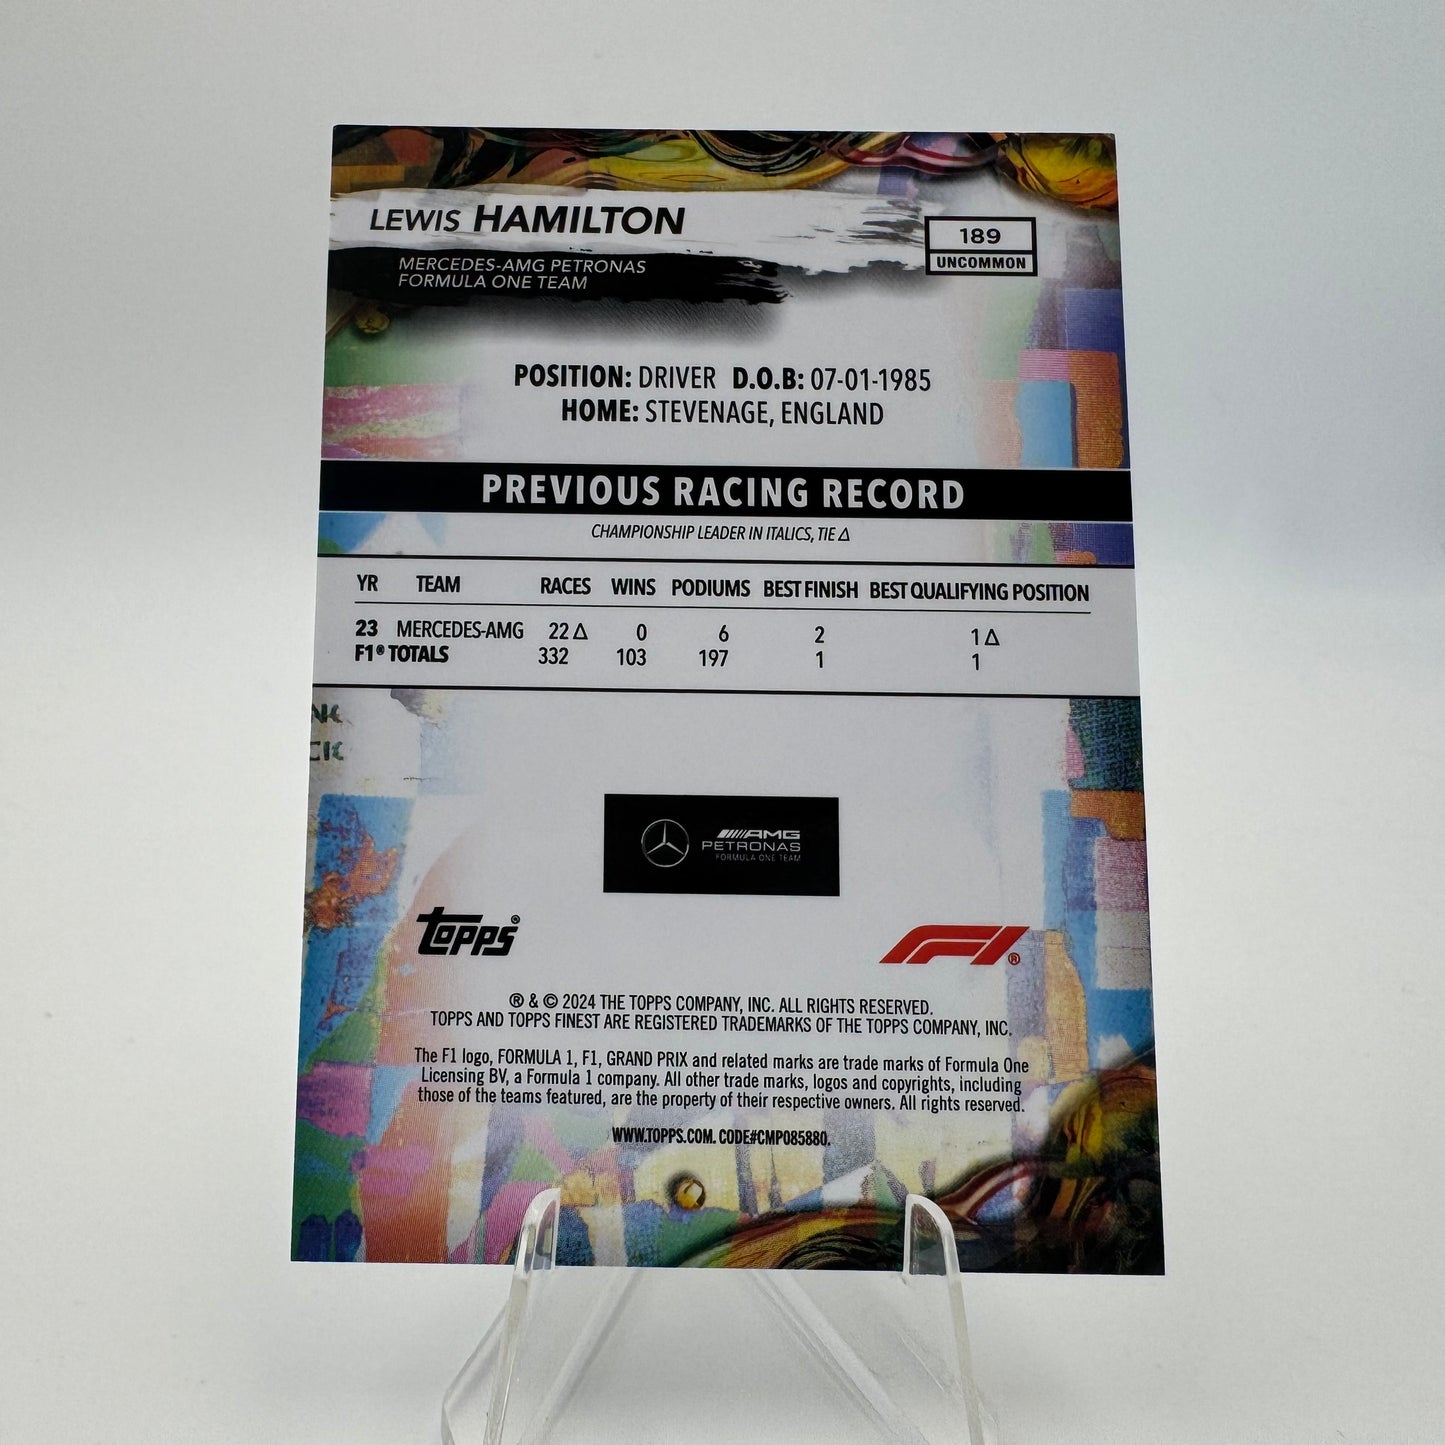 LEWIS HAMILTON
189
UNCOMMON
MERCEDES-AMG PETRONAS
FORMULA ONE TEAM
POSITION: DRIVER D.O.B: 07-01-1985
HOME: STEVENAGE, ENGLAND
PREVIOUS RACING RECORD
CHAMPIONSHIP LEADER IN ITALICS, TIE Δ
YR TEAM RACES WINS PODIUMS BEST FINISH BEST QUALIFYING POSITION
23 MERCEDES-AMG 22 Δ 0 6 2 1 Δ
F1® TOTALS 332 103 197 1 1
AMG
PETRONAS
FORMULA ONE TEAM
topps®
F1®
® & © 2024 THE TOPPS COMPANY, INC. ALL RIGHTS RESERVED.
TOPPS AND TOPPS FINEST ARE REGISTERED TRADEMARKS OF THE TOPPS COMPANY, INC.
The F1 logo, FORMULA 1, F1, GRAND PRIX and related marks are trade marks of Formula One
Licensing BV, a Formula 1 company. All other trade marks, logos and copyrights, including
those of the teams featured, are the property of their respective owners. All rights reserved.
WWW.TOPPS.COM. CODE#CMP085880.